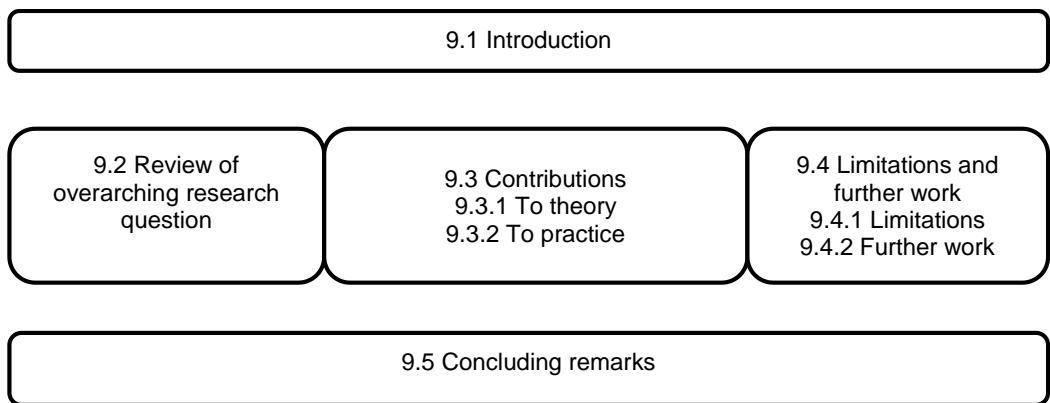 9.1 Introduction
9.2 Review of
overarching research
question
9.3 Contributions
9.3.1 To theory
9.3.2 To practice
9.4 Limitations and
further work
9.4.1 Limitations
9.4.2 Further work
9.5 Concluding remarks